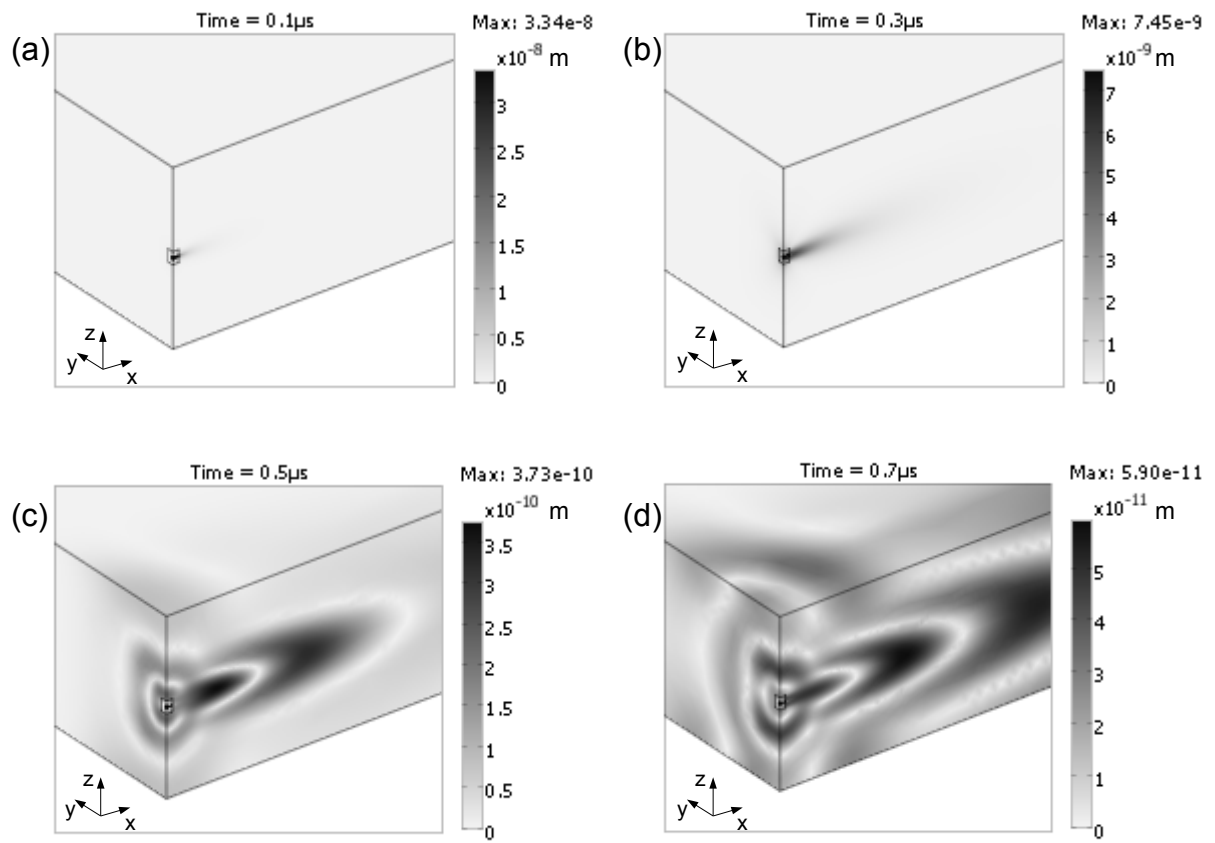 (a)
Time = 0.1μs
Max: 3.34e-8
x10⁻⁸ m
3
2.5
2
1.5
1
0.5
0
z
y
x
(b)
Time = 0.3μs
Max: 7.45e-9
x10⁻⁹ m
7
6
5
4
3
2
1
0
z
y
x
(c)
Time = 0.5μs
Max: 3.73e-10
x10⁻¹⁰ m
3.5
3
2.5
2
1.5
1
0.5
0
z
y
x
(d)
Time = 0.7μs
Max: 5.90e-11
x10⁻¹¹ m
5
4
3
2
1
0
z
y
x